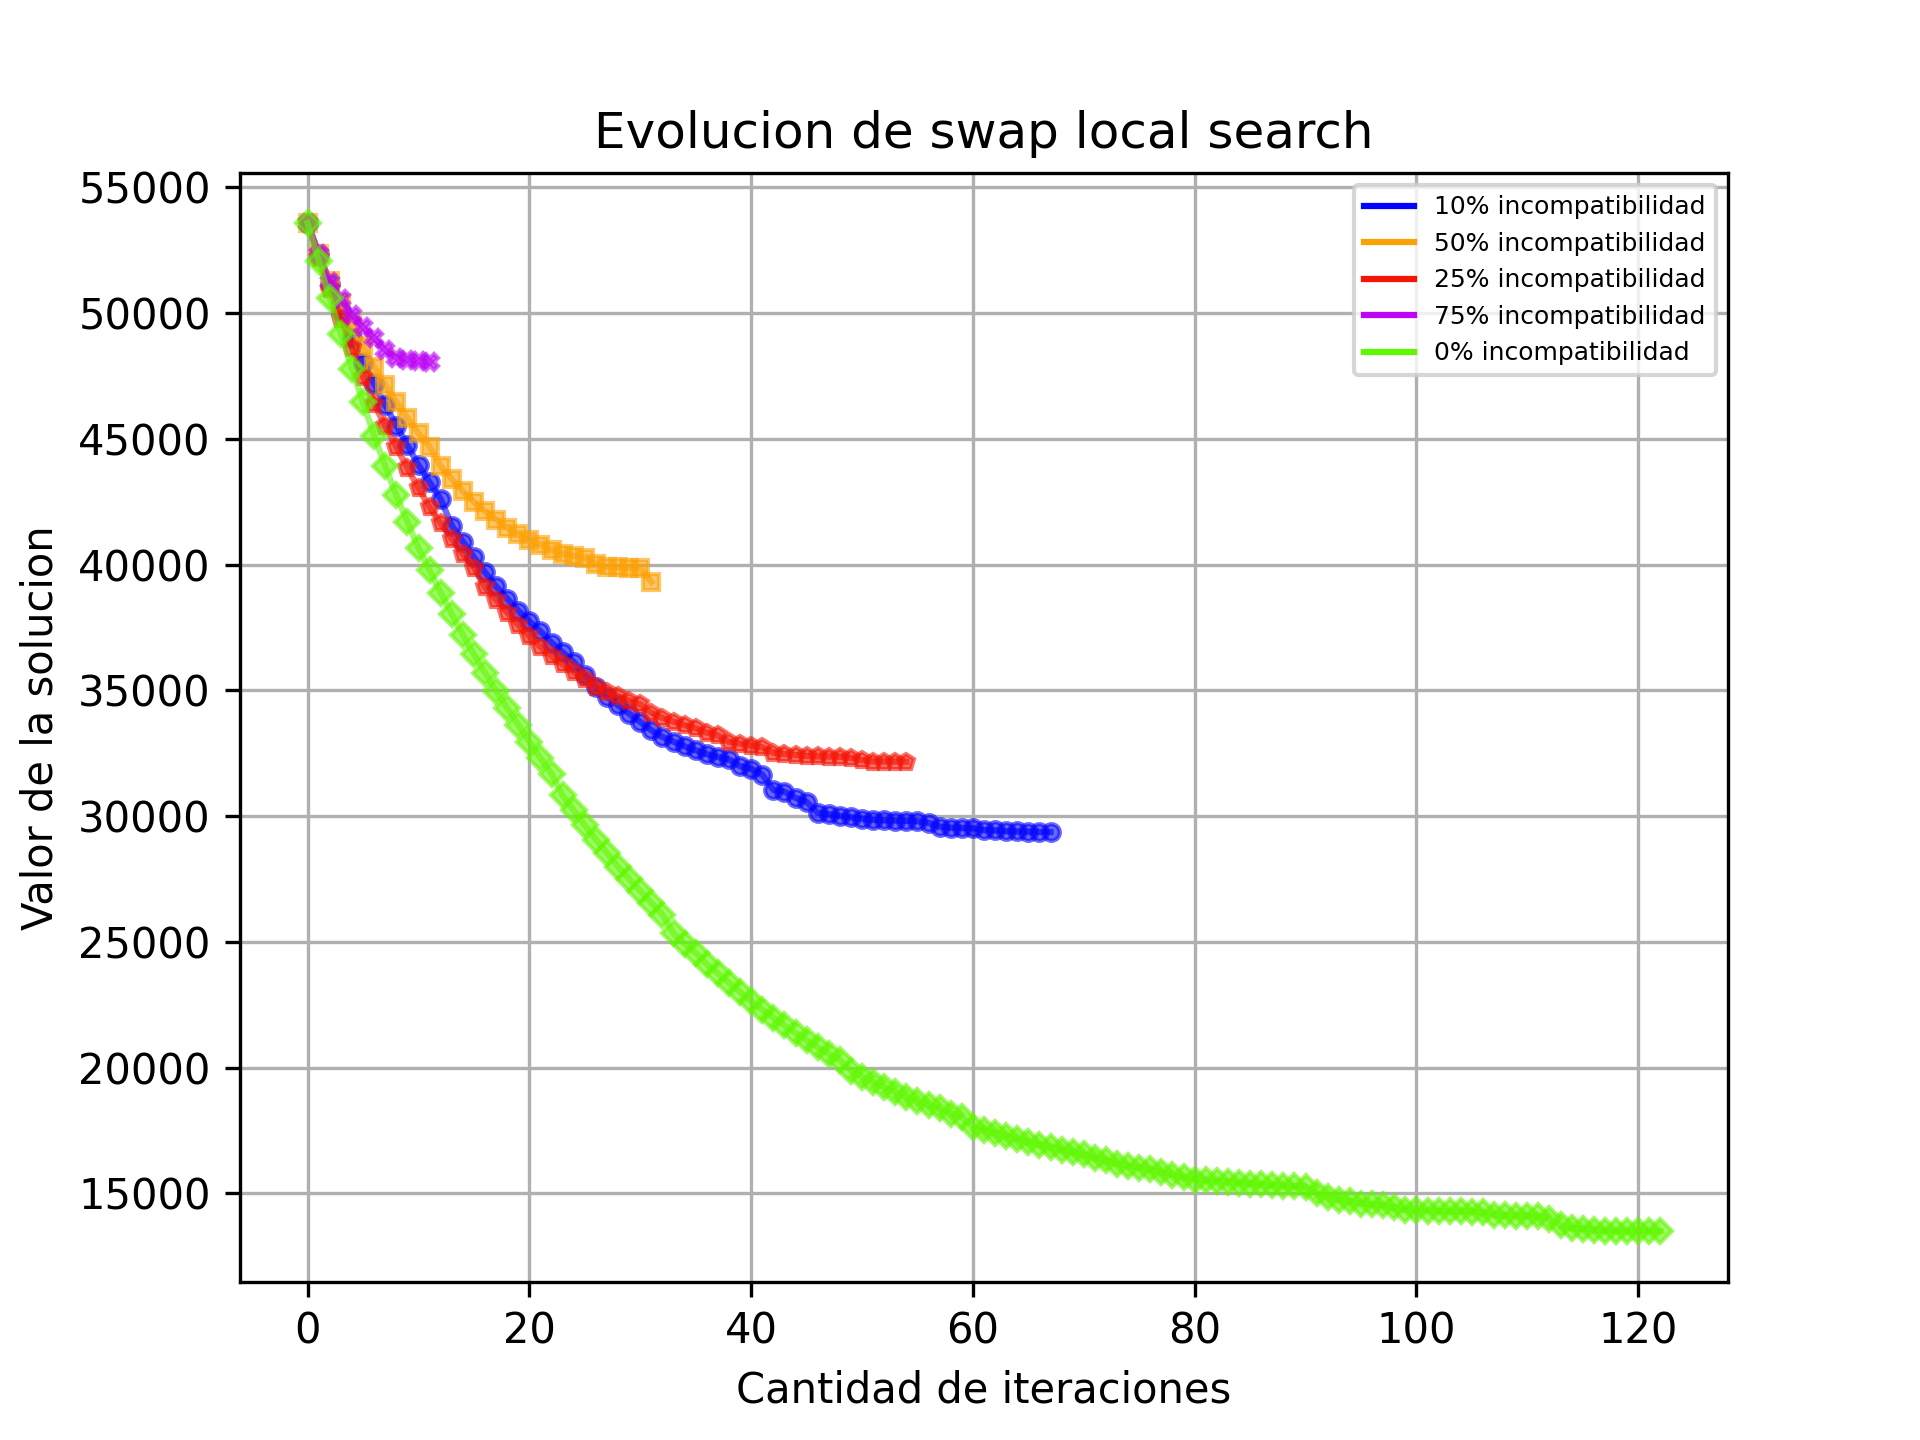 Evolucion de swap local search
55000
50000
45000
40000
35000
30000
25000
20000
15000
Valor de la solucion
10% incompatibilidad
50% incompatibilidad
25% incompatibilidad
75% incompatibilidad
0% incompatibilidad
0 20 40 60 80 100 120
Cantidad de iteraciones